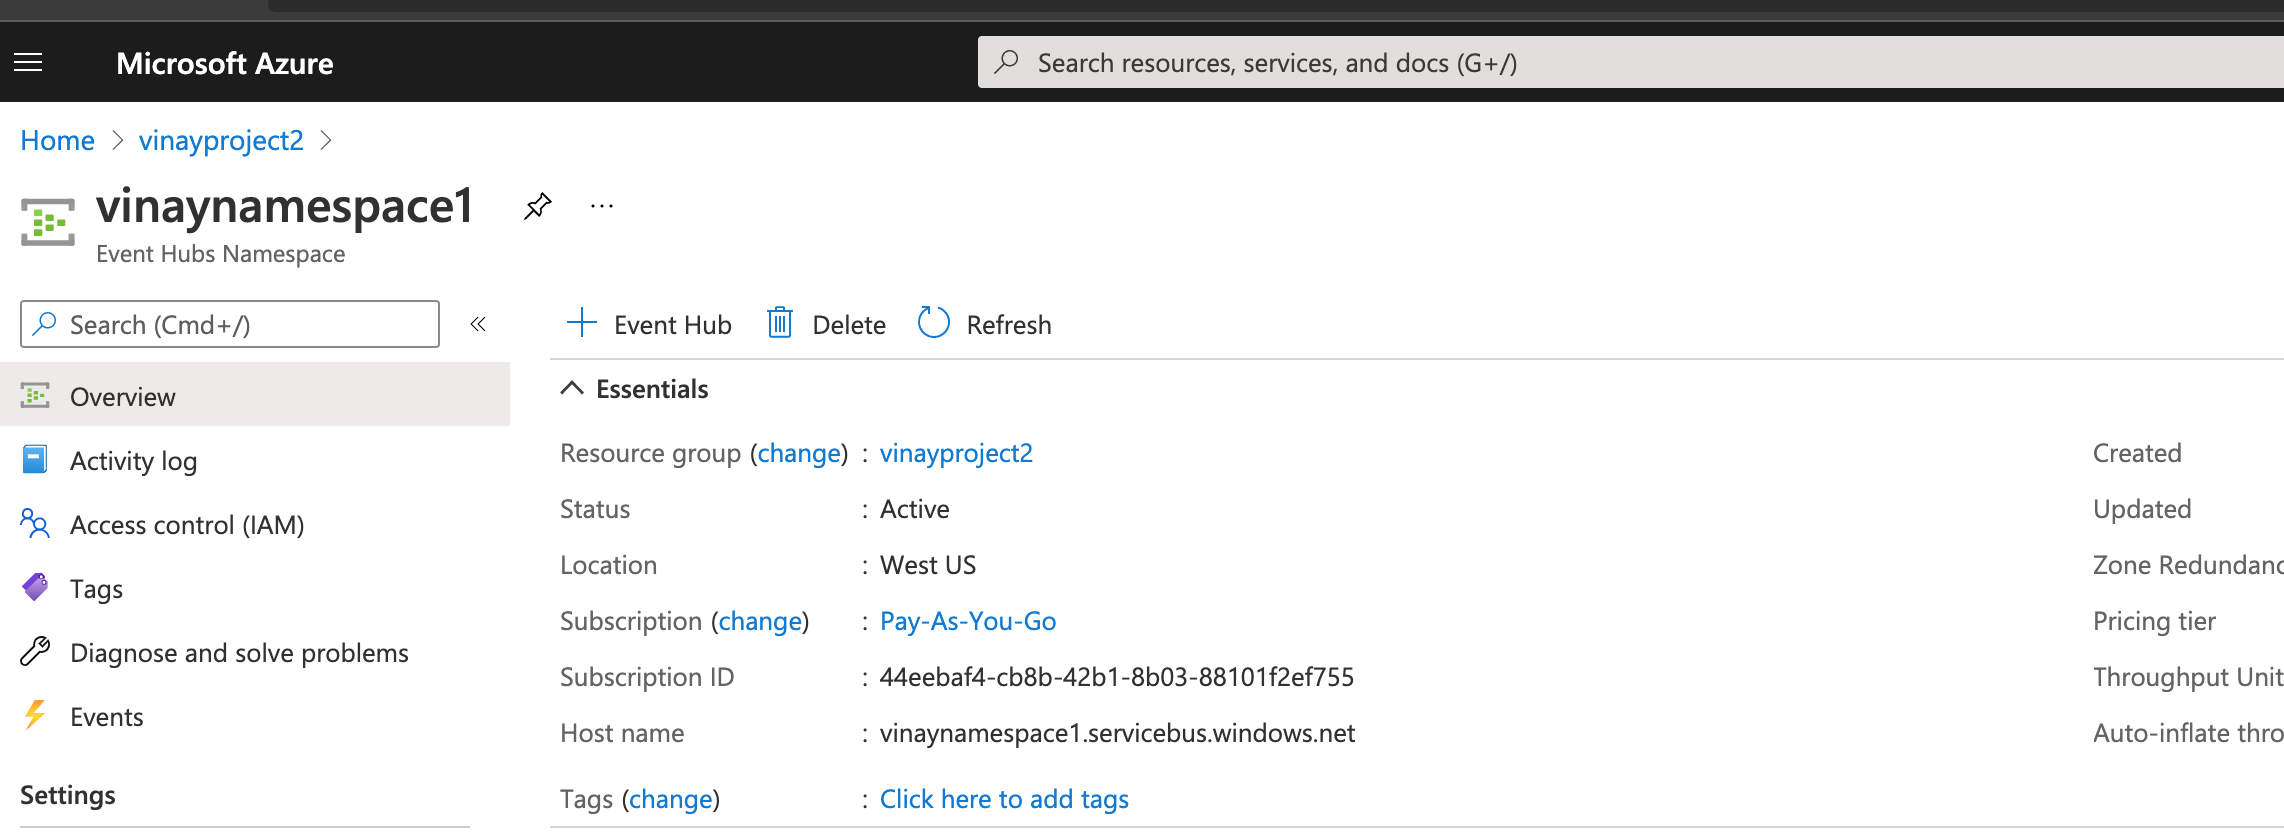 Microsoft Azure
Search resources, services, and docs (G+/)
Home > vinayproject2 >
vinaynamespace1 ...
Event Hubs Namespace
Search (Cmd+/) «
+ Event Hub Delete Refresh
Overview
Activity log
Access control (IAM)
Tags
Diagnose and solve problems
Events
Settings
Essentials
Resource group (change) : vinayproject2
Status : Active
Location : West US
Subscription (change) : Pay-As-You-Go
Subscription ID : 44eebaf4-cb8b-42b1-8b03-88101f2ef755
Host name : vinaynamespace1.servicebus.windows.net
Tags (change) : Click here to add tags
Created
Updated
Zone Redundanc
Pricing tier
Throughput Unit
Auto-inflate thro